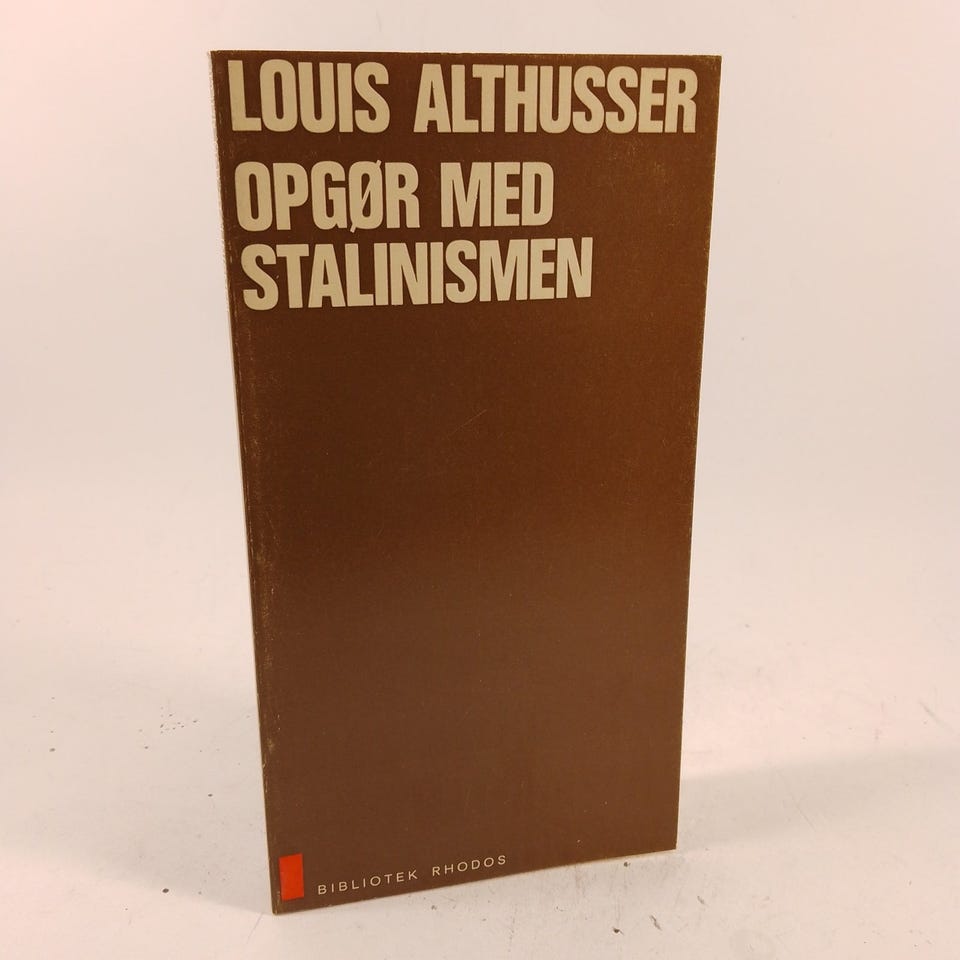 LOUIS ALTHUSSER
OPGØR MED
STALINISMEN
BIBLIOTEK RHODOS